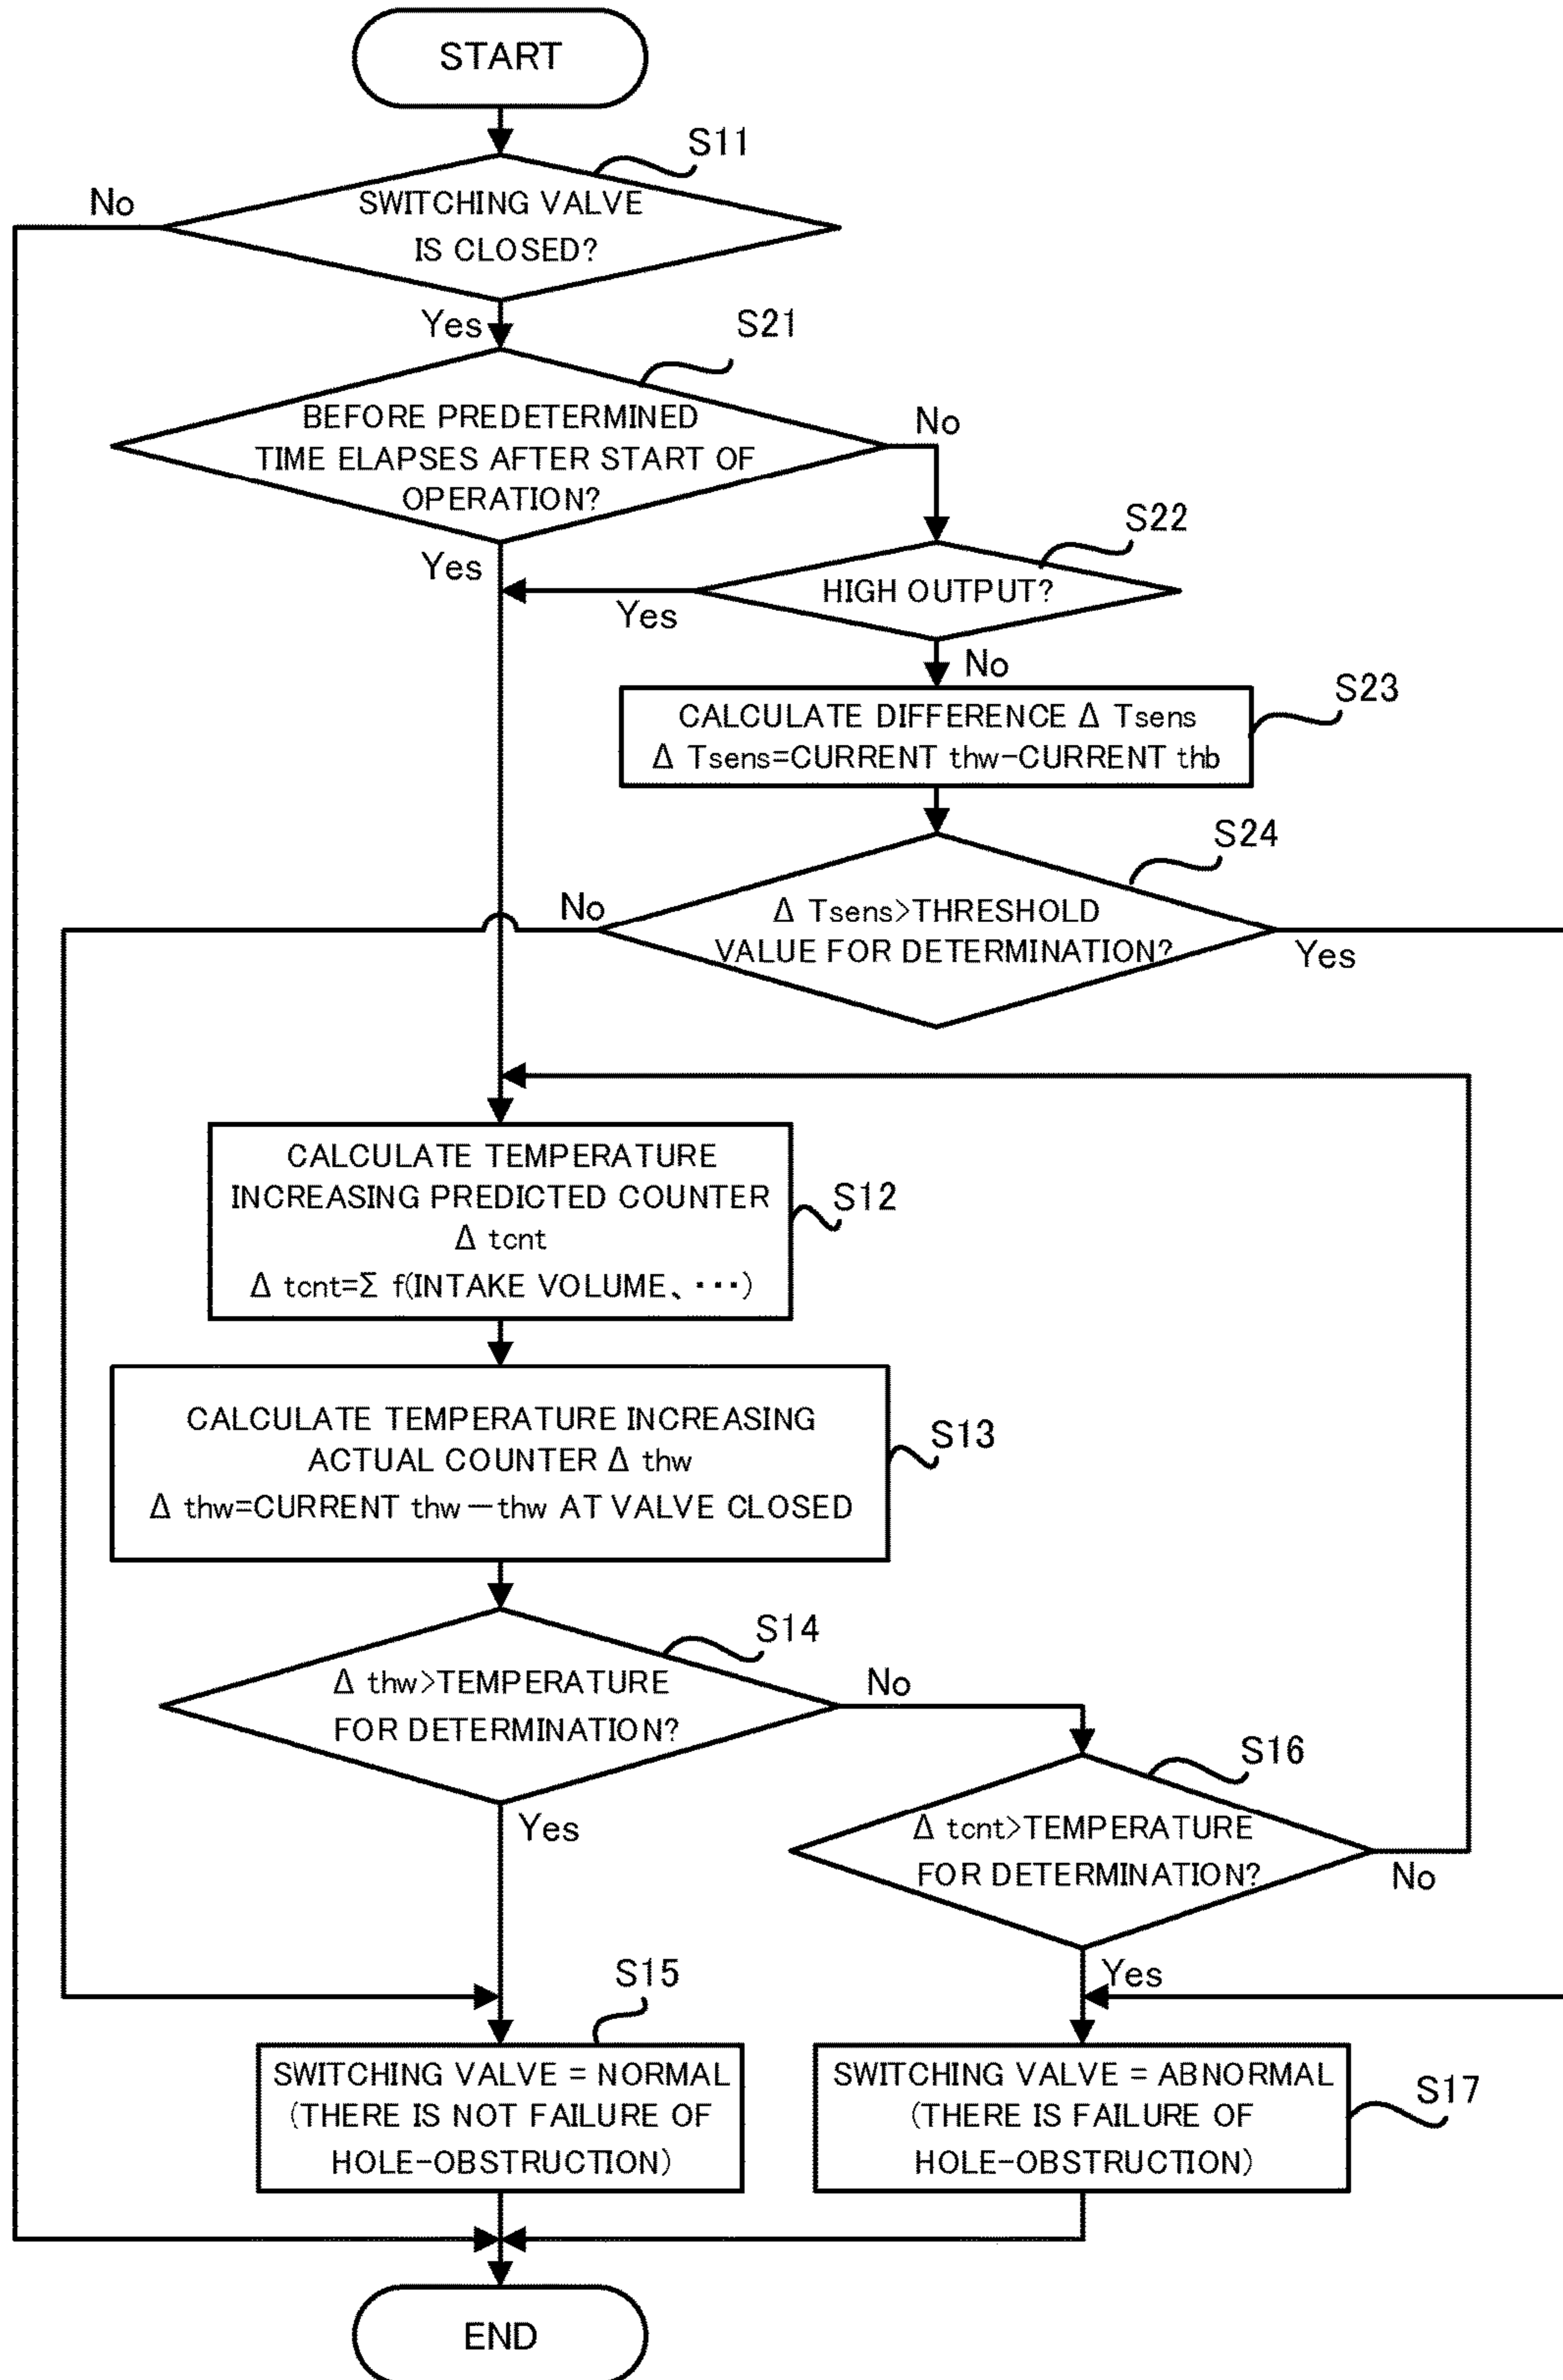 START
S11
No
SWITCHING VALVE
IS CLOSED?
Yes
S21
BEFORE PREDETERMINED
TIME ELAPSES AFTER START OF
OPERATION?
No
Yes
S22
HIGH OUTPUT?
Yes
No
S23
CALCULATE DIFFERENCE Δ Tsens
Δ Tsens=CURRENT thw-CURRENT thb
S24
No
Δ Tsens>THRESHOLD
VALUE FOR DETERMINATION?
Yes
CALCULATE TEMPERATURE
INCREASING PREDICTED COUNTER
Δ tcnt
Δ tcnt=Σ f(INTAKE VOLUME、･･･)
S12
CALCULATE TEMPERATURE INCREASING
ACTUAL COUNTER Δ thw
Δ thw=CURRENT thw－thw AT VALVE CLOSED
S13
S14
Δ thw>TEMPERATURE
FOR DETERMINATION?
No
Yes
S16
Δ tcnt>TEMPERATURE
FOR DETERMINATION?
No
Yes
S15
SWITCHING VALVE = NORMAL
(THERE IS NOT FAILURE OF
HOLE-OBSTRUCTION)
SWITCHING VALVE = ABNORMAL
(THERE IS FAILURE OF
HOLE-OBSTRUCTION)
S17
END